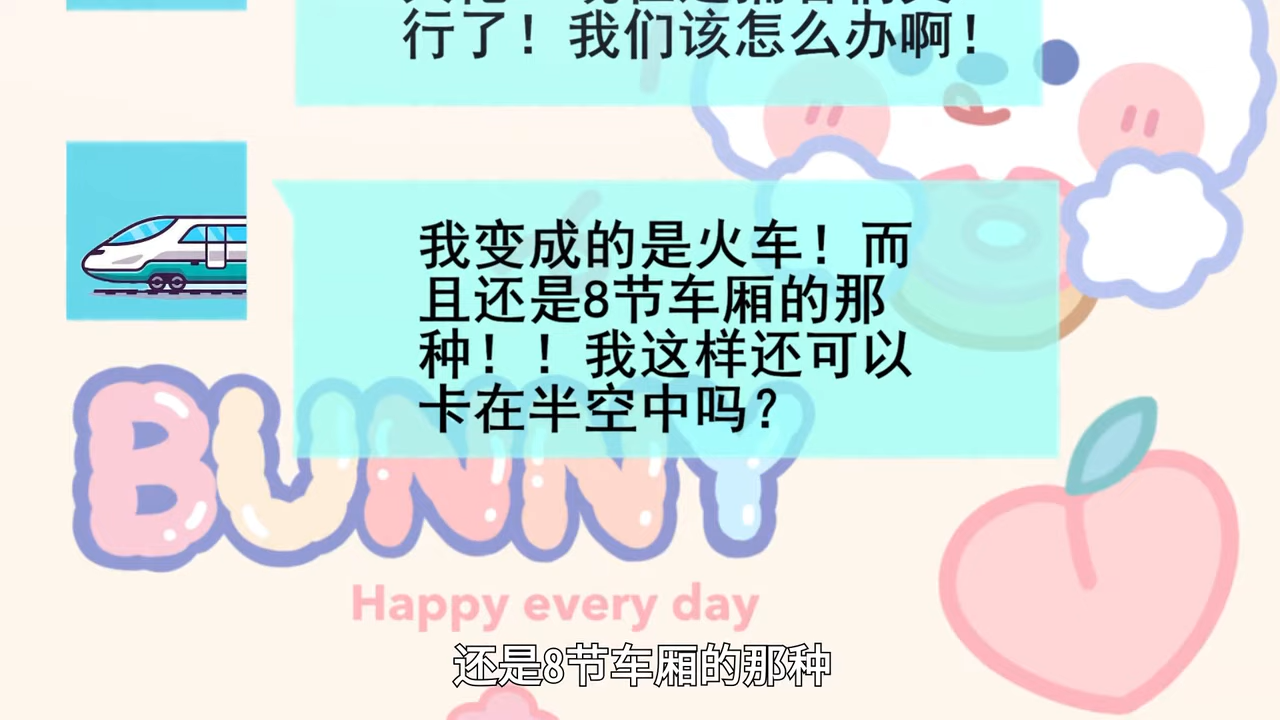 行了！我们该怎么办啊！
我变成的是火车！而
且还是8节车厢的那
种！！我这样还可以
卡在半空中吗？
BUNNY
Happy every day
还是8节车厢的那种